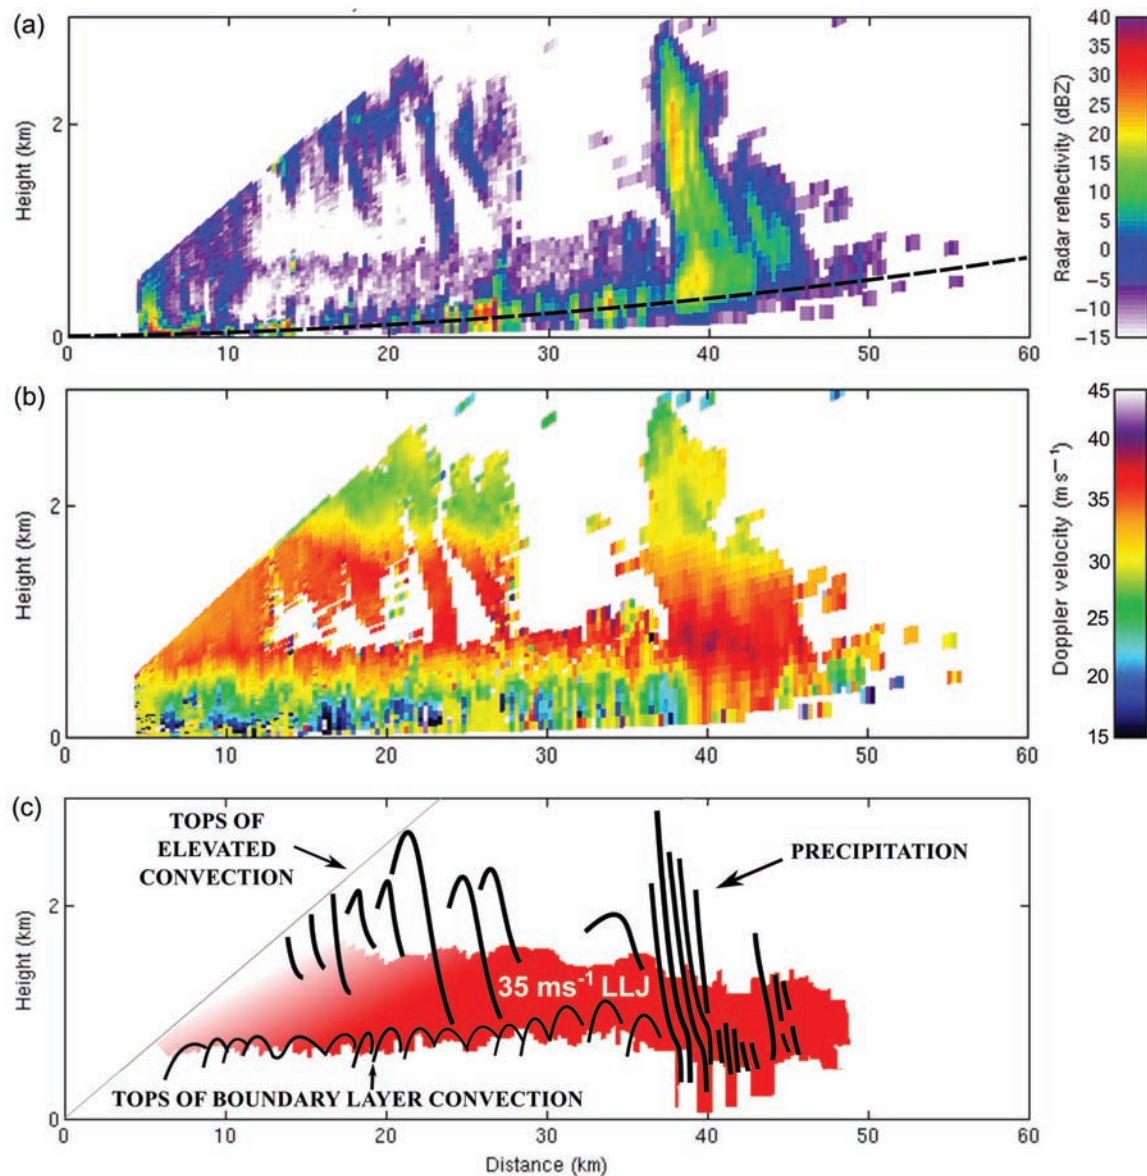 (a)
Height (km)
2
0
0 10 20 30 40 50 60
40
35
30
25
20
15
10
5
0
−5
−10
−15
Radar reflectivity (dBZ)
(b)
Height (km)
2
0
0 10 20 30 40 50 60
45
40
35
30
25
20
15
Doppler velocity (m s−1)
(c)
Height (km)
2
0
TOPS OF
ELEVATED
CONVECTION
PRECIPITATION
35 ms-1 LLJ
TOPS OF BOUNDARY LAYER CONVECTION
0 10 20 30 40 50 60
Distance (km)